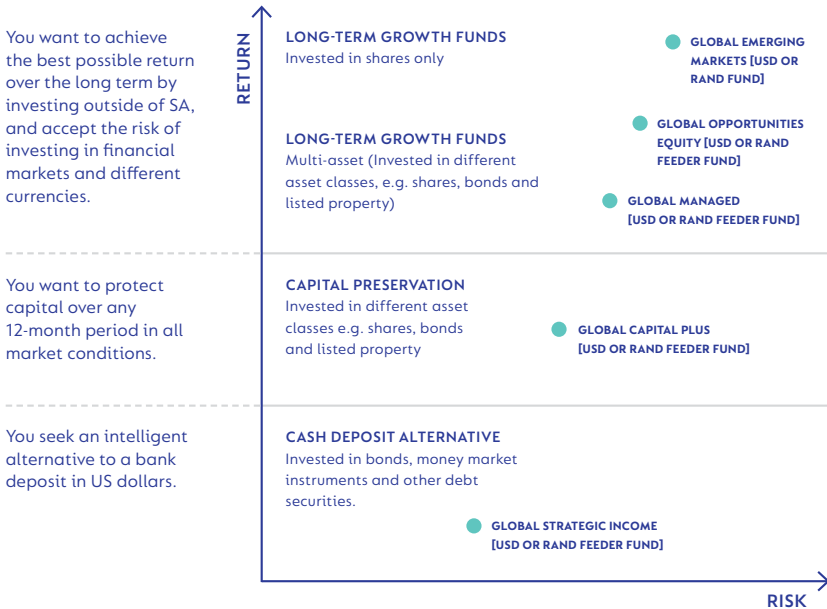 You want to achieve
the best possible return
over the long term by
investing outside of SA,
and accept the risk of
investing in financial
markets and different
currencies.
RETURN
LONG-TERM GROWTH FUNDS
Invested in shares only
GLOBAL EMERGING
MARKETS [USD OR
RAND FUND]
LONG-TERM GROWTH FUNDS
Multi-asset (Invested in different
asset classes, e.g. shares, bonds and
listed property)
GLOBAL OPPORTUNITIES
EQUITY [USD OR RAND
FEEDER FUND]
GLOBAL MANAGED
[USD OR RAND FEEDER FUND]
You want to protect
capital over any
12-month period in all
market conditions.
CAPITAL PRESERVATION
Invested in different asset
classes e.g. shares, bonds
and listed property
GLOBAL CAPITAL PLUS
[USD OR RAND FEEDER FUND]
You seek an intelligent
alternative to a bank
deposit in US dollars.
CASH DEPOSIT ALTERNATIVE
Invested in bonds, money market
instruments and other debt
securities.
GLOBAL STRATEGIC INCOME
[USD OR RAND FEEDER FUND]
RISK